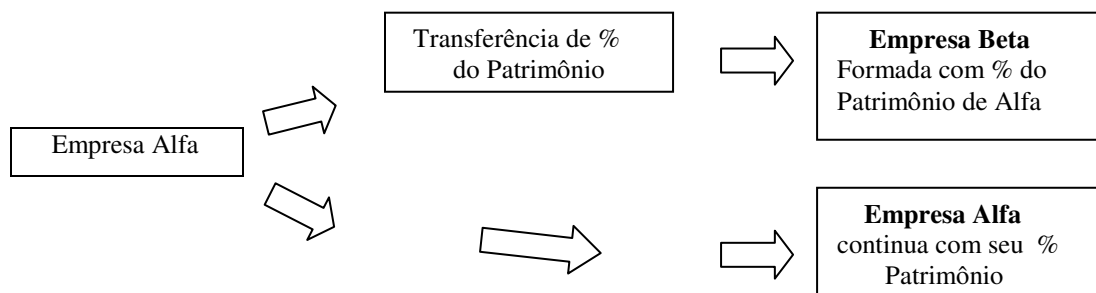 Transferência de %
do Patrimônio
Empresa Beta
Formada com % do
Patrimônio de Alfa
Empresa Alfa
Empresa Alfa
continua com seu %
Patrimônio